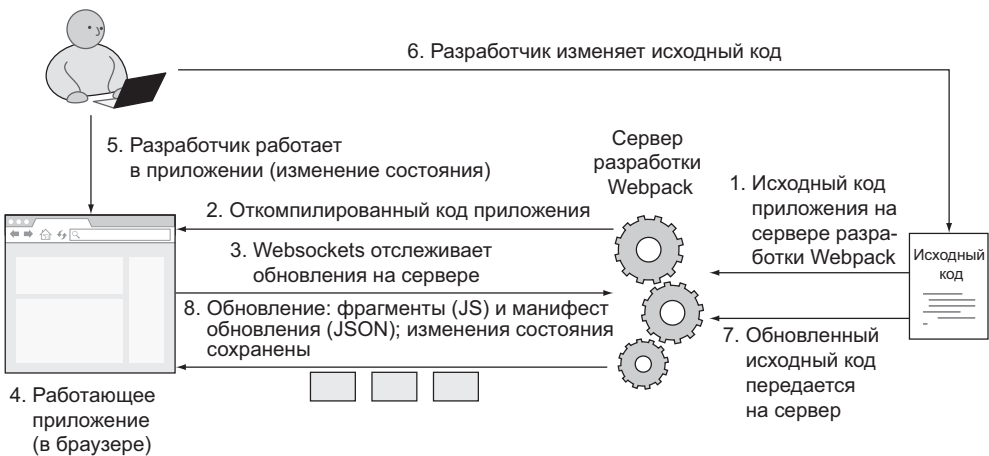 6. Разработчик изменяет исходный код
5. Разработчик работает
в приложении (изменение состояния)
Сервер
разработки
Webpack
1. Исходный код
приложения на
сервере разра-
ботки Webpack
2. Откомпилированный код приложения
3. Websockets отслеживает
обновления на сервере
Исходный
код
8. Обновление: фрагменты (JS) и манифест
обновления (JSON); изменения состояния
сохранены
7. Обновленный
исходный код
передается
на сервер
4. Работающее
приложение
(в браузере)